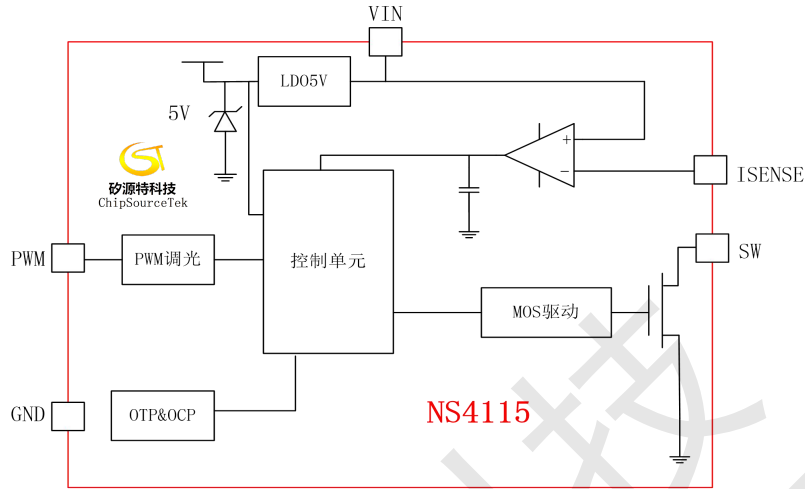 VIN
LDO5V
5V
+
−
ISENSE
矽源特科技
ChipSourceTek
PWM
PWM调光
控制单元
SW
MOS驱动
GND
OTP&OCP
NS4115